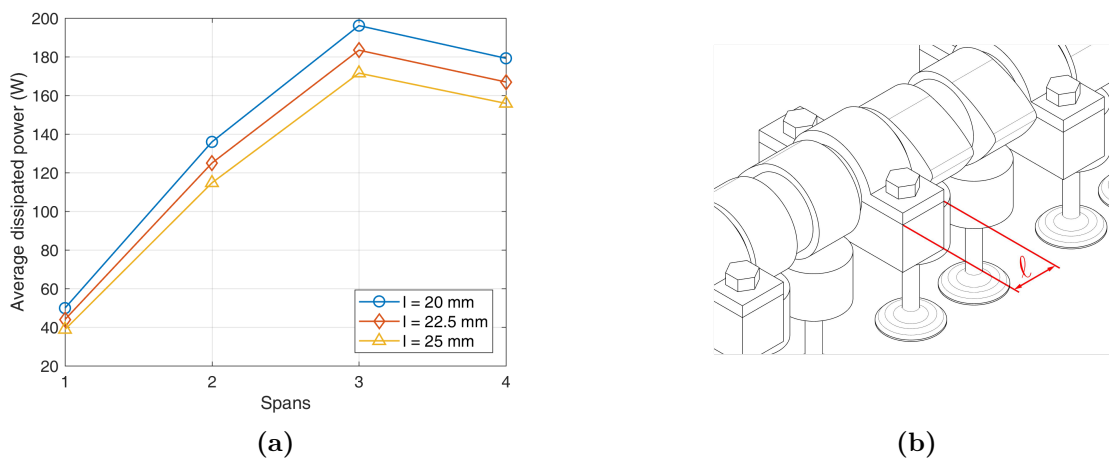 200
180
160
140
120
100
80
60
40
20
Average dissipated power (W)
l = 20 mm
l = 22.5 mm
l = 25 mm
1 2 3 4
Spans
ℓ
(a) (b)